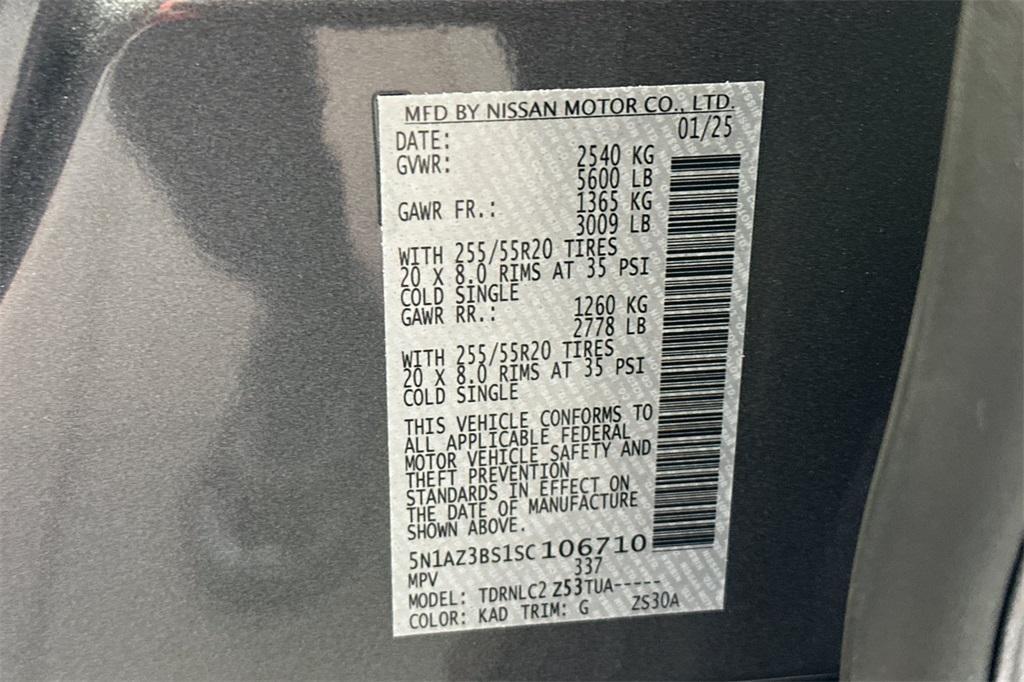 MFD BY NISSAN MOTOR CO., LTD.
DATE: 01/25
GVWR: 2540 KG
5600 LB
GAWR FR.: 1365 KG
3009 LB
WITH 255/55R20 TIRES
20 X 8.0 RIMS AT 35 PSI
COLD SINGLE
GAWR RR.: 1260 KG
2778 LB
WITH 255/55R20 TIRES
20 X 8.0 RIMS AT 35 PSI
COLD SINGLE
THIS VEHICLE CONFORMS TO
ALL APPLICABLE FEDERAL
MOTOR VEHICLE SAFETY AND
THEFT PREVENTION
STANDARDS IN EFFECT ON
THE DATE OF MANUFACTURE
SHOWN ABOVE.
5N1AZ3BS1SC106710
MPV 337
MODEL: TDRNLC2 Z53TUA-----
COLOR: KAD TRIM: G ZS30A